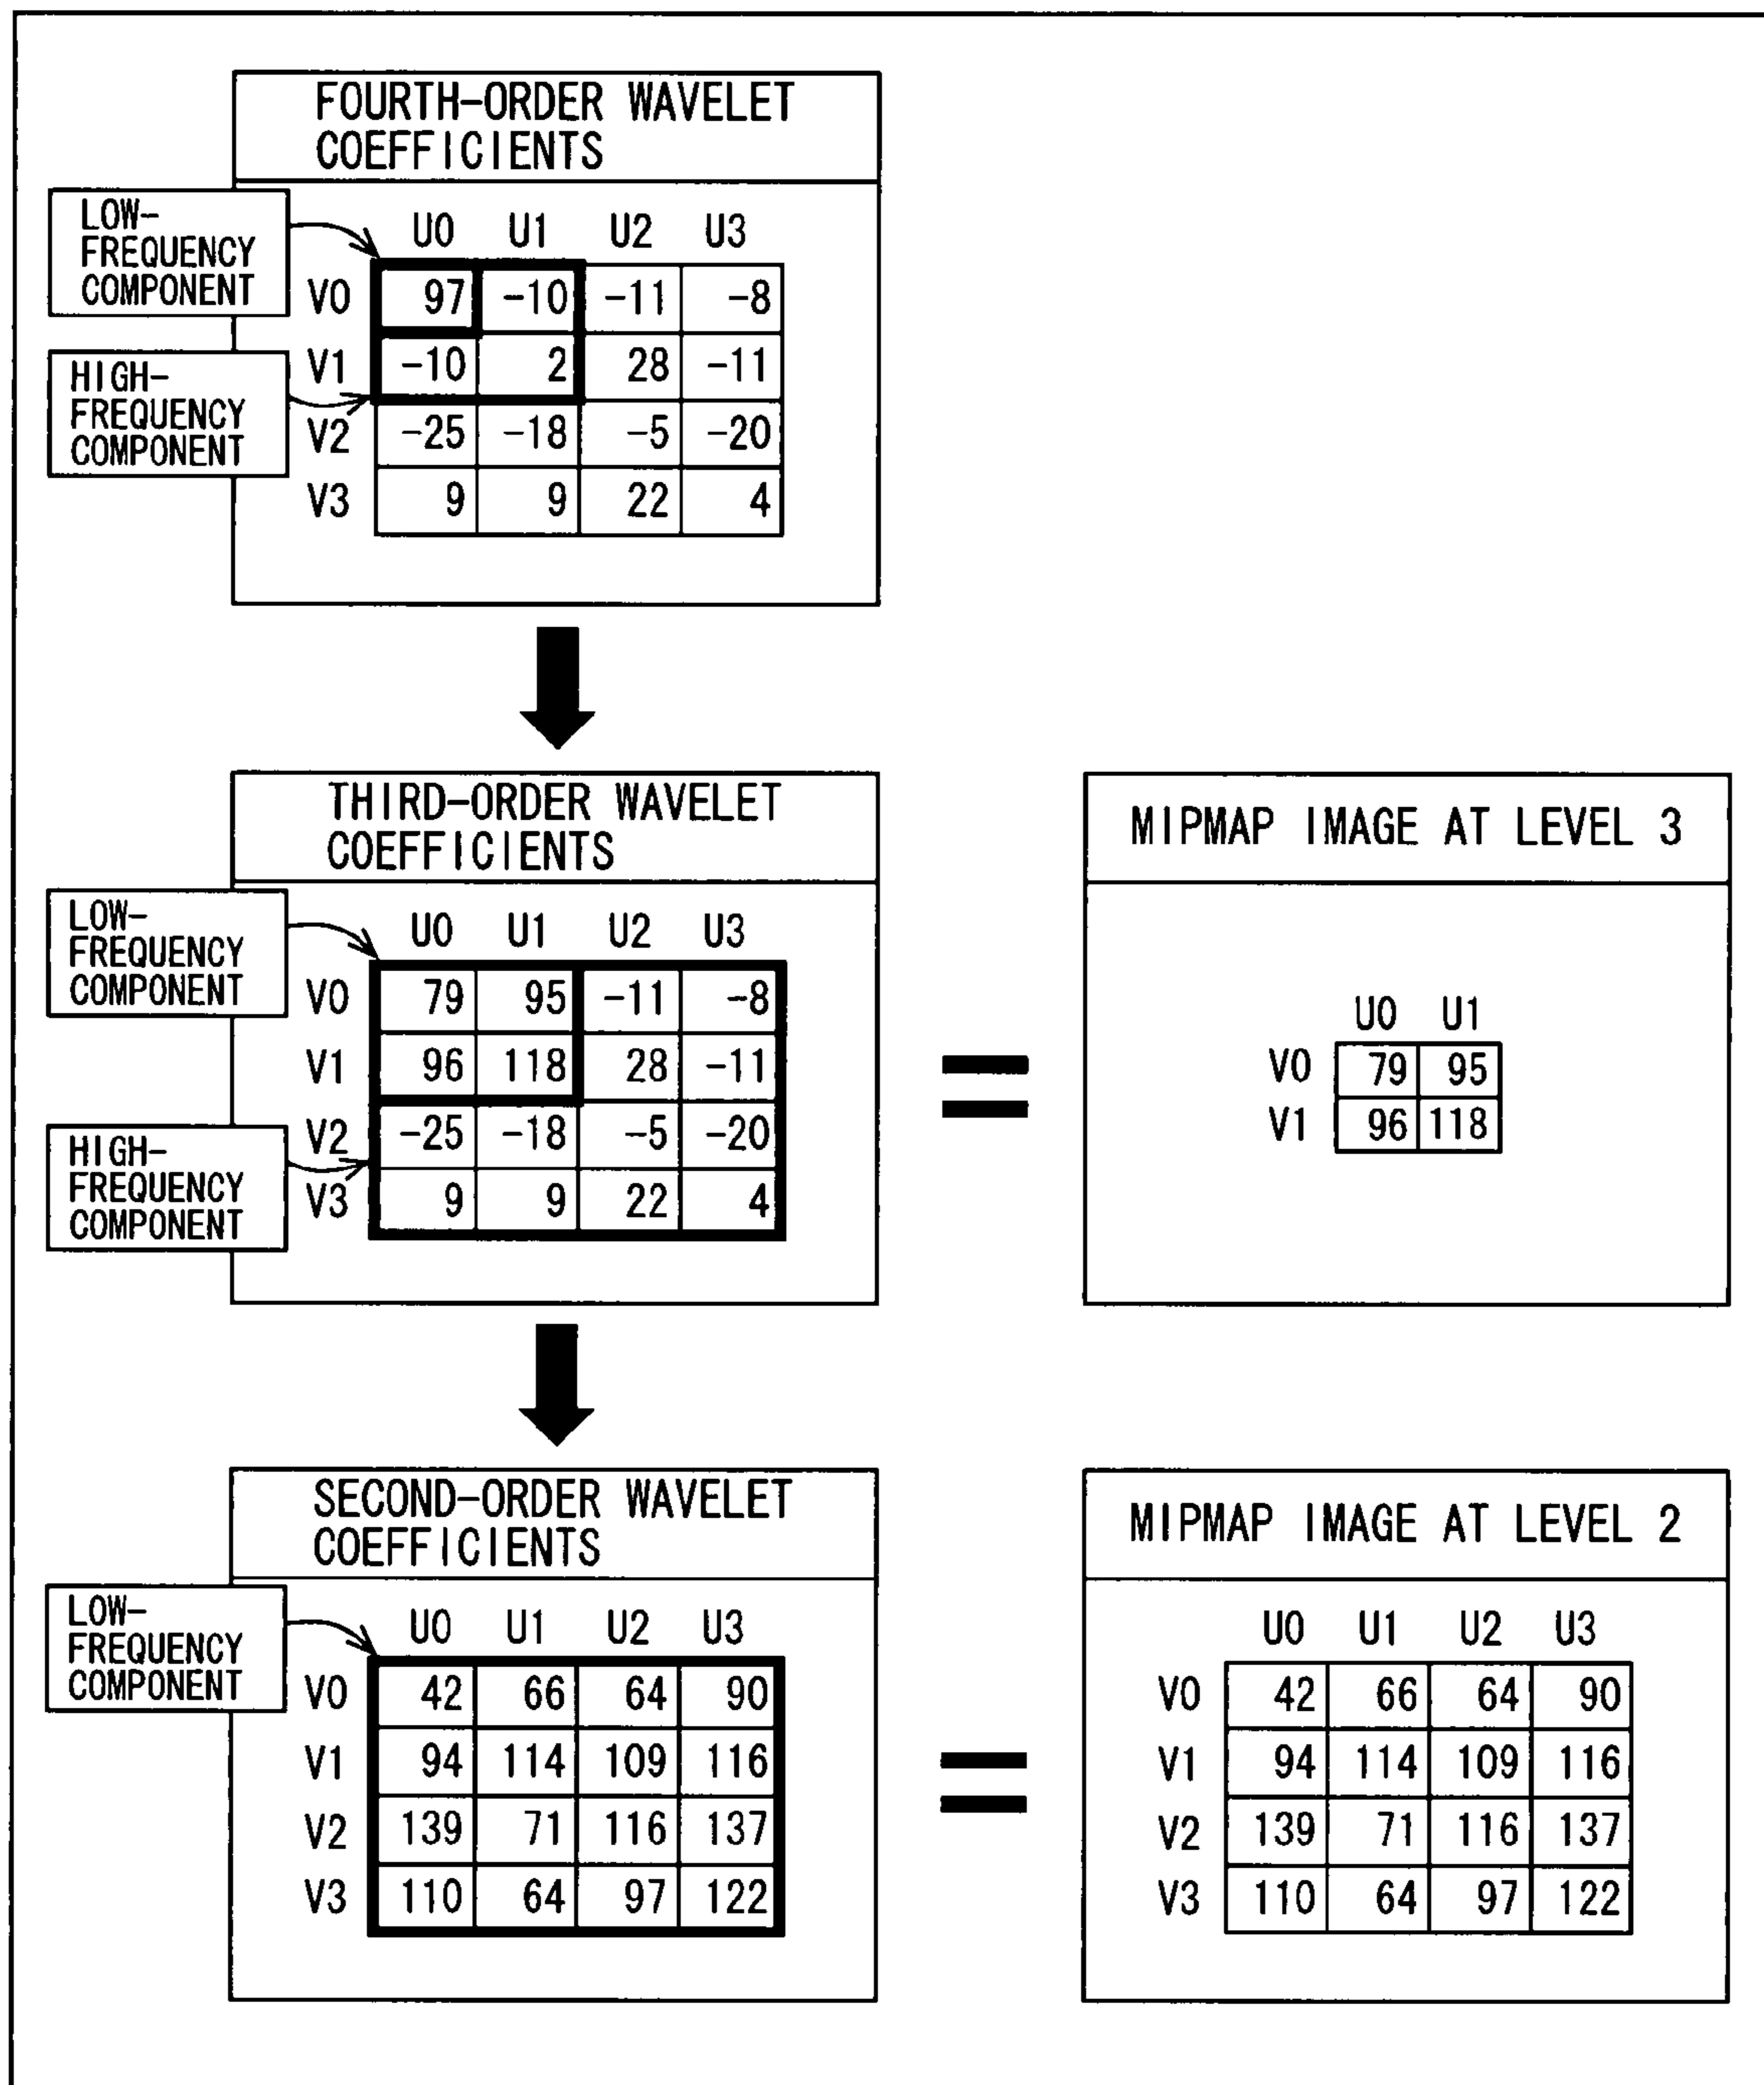 FOURTH-ORDER WAVELET
COEFFICIENTS
LOW-
FREQUENCY
COMPONENT
HIGH-
FREQUENCY
COMPONENT
U0 U1 U2 U3
V0 97 -10 -11 -8
V1 -10 2 28 -11
V2 -25 -18 -5 -20
V3 9 9 22 4
THIRD-ORDER WAVELET
COEFFICIENTS
LOW-
FREQUENCY
COMPONENT
HIGH-
FREQUENCY
COMPONENT
U0 U1 U2 U3
V0 79 95 -11 -8
V1 96 118 28 -11
V2 -25 -18 -5 -20
V3 9 9 22 4
=
MIPMAP IMAGE AT LEVEL 3
U0 U1
V0 79 95
V1 96 118
SECOND-ORDER WAVELET
COEFFICIENTS
LOW-
FREQUENCY
COMPONENT
U0 U1 U2 U3
V0 42 66 64 90
V1 94 114 109 116
V2 139 71 116 137
V3 110 64 97 122
=
MIPMAP IMAGE AT LEVEL 2
U0 U1 U2 U3
V0 42 66 64 90
V1 94 114 109 116
V2 139 71 116 137
V3 110 64 97 122